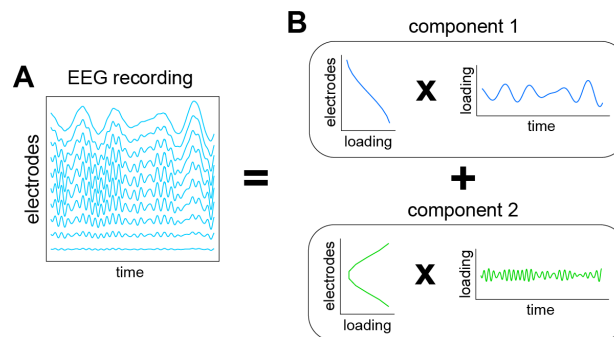 A
EEG recording
electrodes
time
=
B
component 1
electrodes
loading
x
loading
time
+
component 2
electrodes
loading
x
loading
time